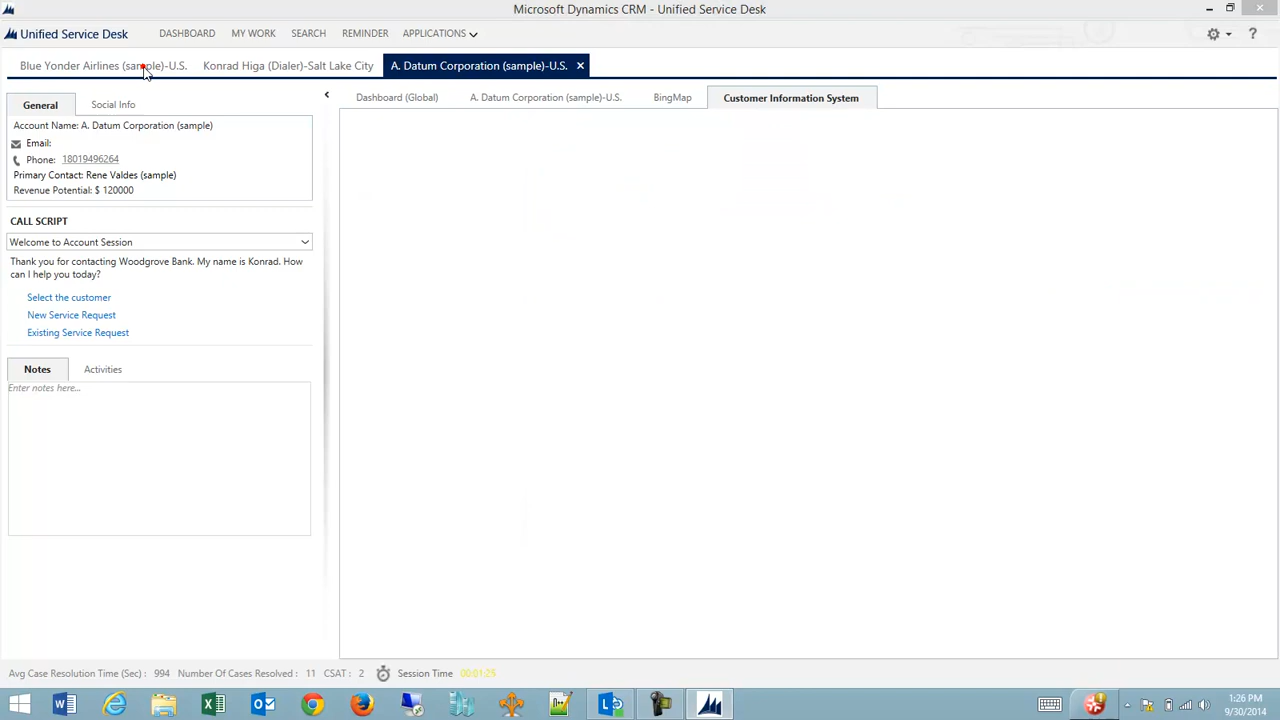 Microsoft Dynamics CRM - Unified Service Desk
Unified Service Desk DASHBOARD MY WORK SEARCH REMINDER APPLICATIONS ?
Blue Yonder Airlines (sample)-U.S. Konrad Higa (Dialer)-Salt Lake City A. Datum Corporation (sample)-U.S.
General Social Info
Dashboard (Global) A. Datum Corporation (sample)-U.S. BingMap Customer Information System
Account Name: A. Datum Corporation (sample)
Email:
Phone: 18019496264
Primary Contact: Rene Valdes (sample)
Revenue Potential: $ 120000
CALL SCRIPT
Welcome to Account Session
Thank you for contacting Woodgrove Bank. My name is Konrad. How
can I help you today?
Select the customer
New Service Request
Existing Service Request
Notes Activities
Enter notes here...
Avg Case Resolution Time (Sec) : 994 Number Of Cases Resolved : 11 CSAT : 2 Session Time 00:01:25
1:26 PM
9/30/2014